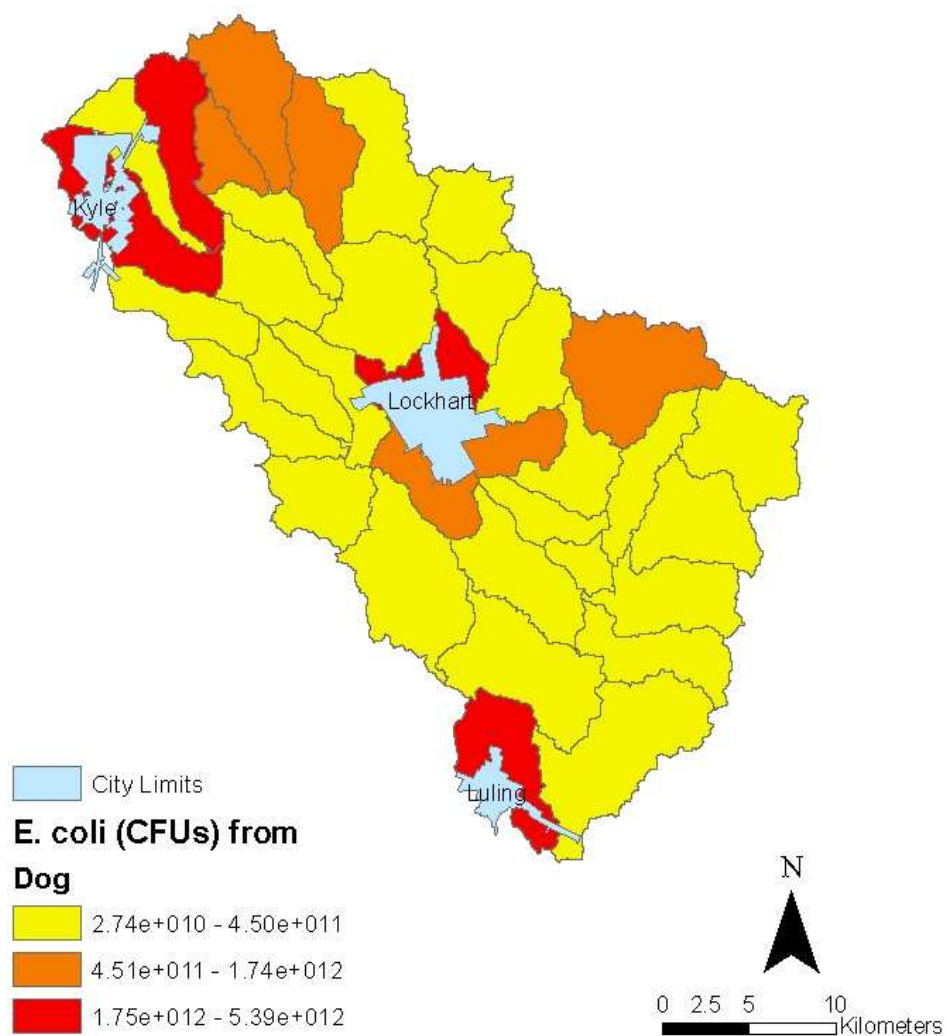 Kyle
Lockhart
Luling
City Limits
E. coli (CFUs) from
Dog
2.74e+010 - 4.50e+011
4.51e+011 - 1.74e+012
1.75e+012 - 5.39e+012
N
0 2.5 5 10
Kilometers